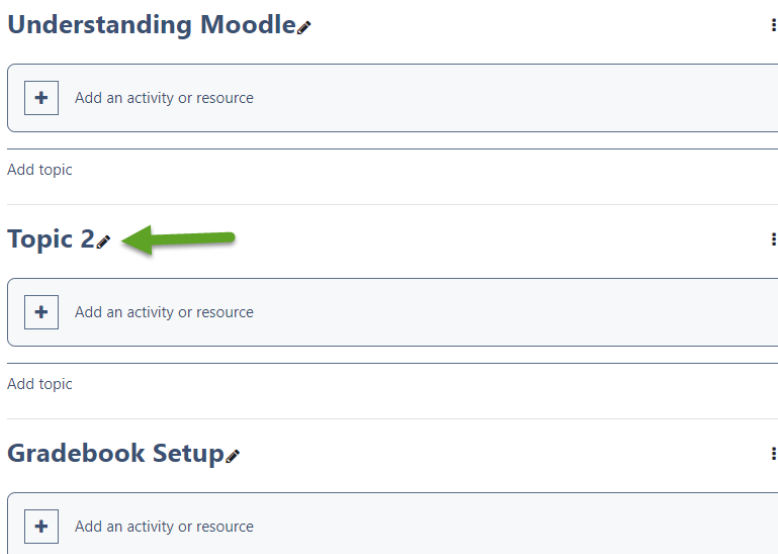 Understanding Moodle
Add an activity or resource
Add topic
Topic 2
Add an activity or resource
Add topic
Gradebook Setup
Add an activity or resource